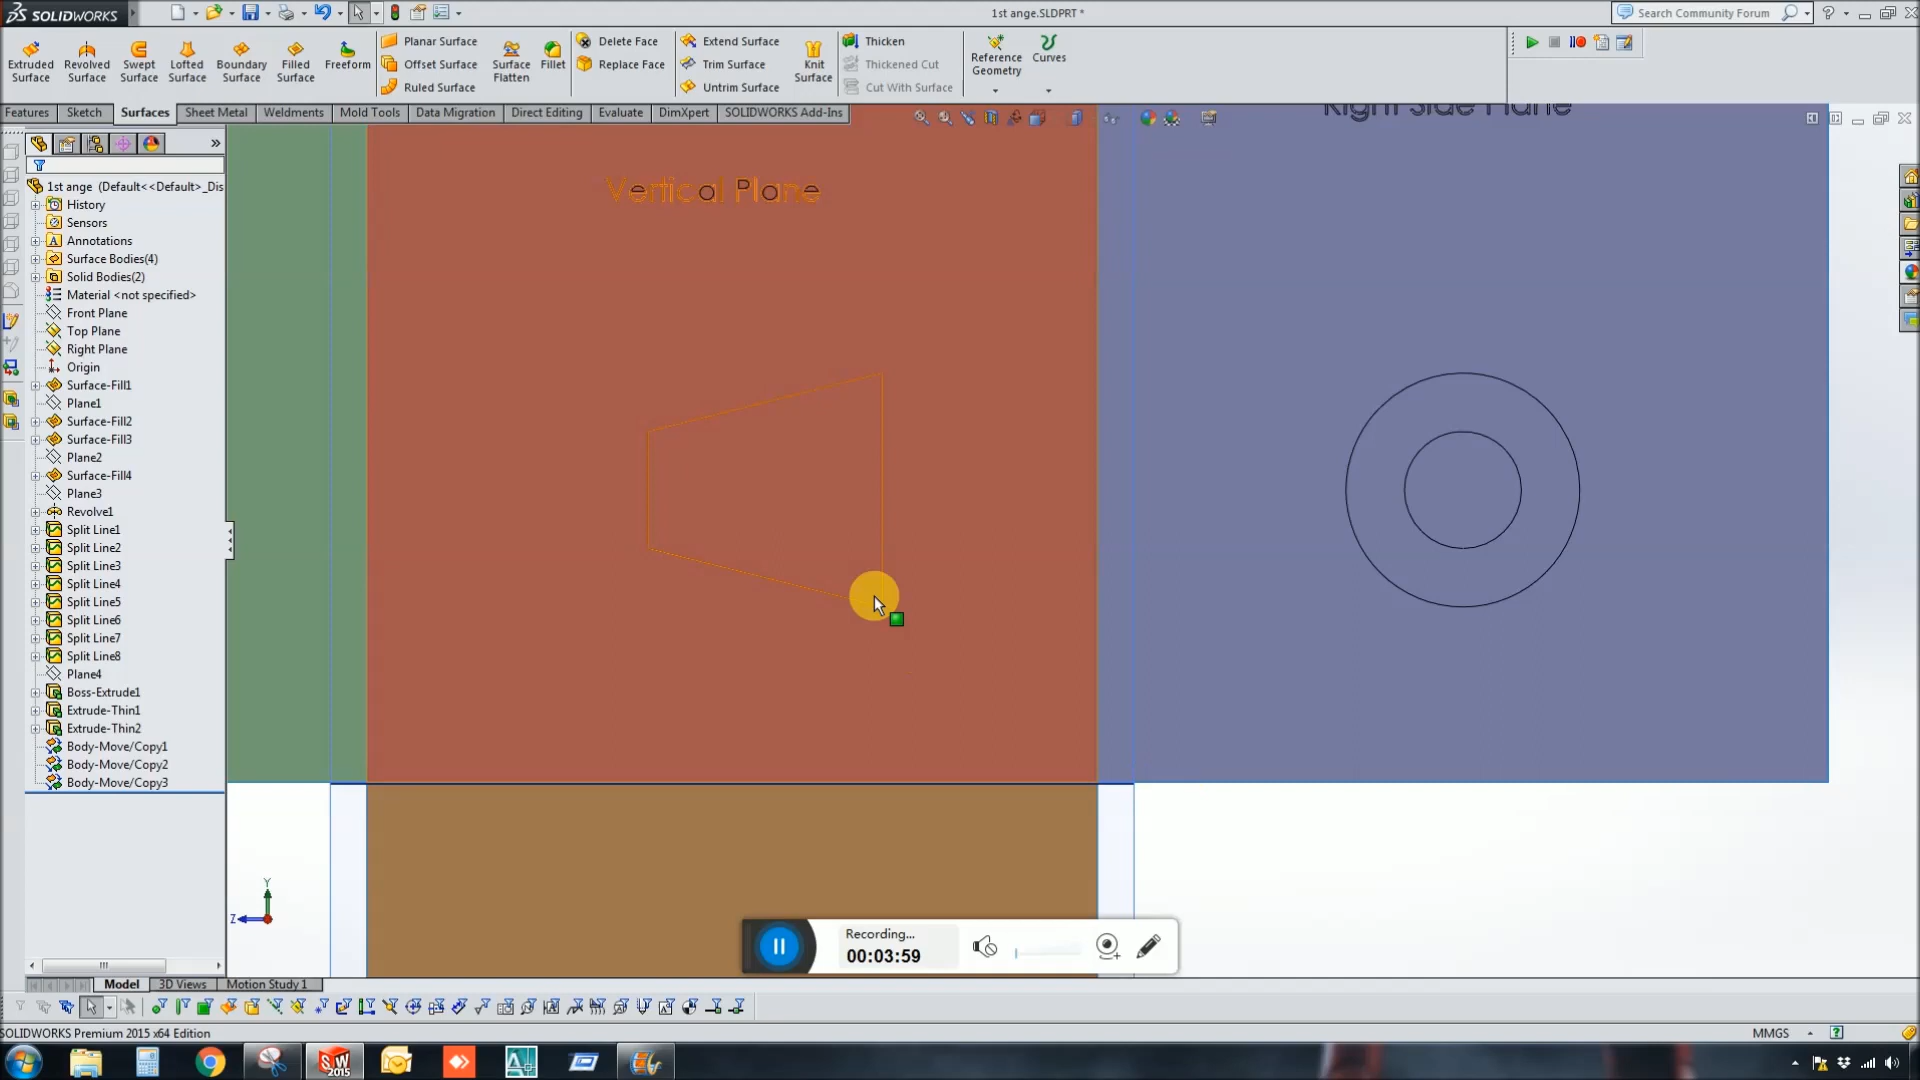 SOLIDWORKS
1st ange.SLDPRT *
Search Community Forum
Extruded Surface
Revolved Surface
Swept Surface
Lofted Surface
Boundary Surface
Filled Surface
Freeform
Planar Surface
Offset Surface
Ruled Surface
Surface Flatten
Fillet
Delete Face
Replace Face
Extend Surface
Trim Surface
Untrim Surface
Knit Surface
Thicken
Thickened Cut
Cut With Surface
Reference Geometry
Curves
Features
Sketch
Surfaces
Sheet Metal
Weldments
Mold Tools
Data Migration
Direct Editing
Evaluate
DimXpert
SOLIDWORKS Add-Ins
Right Side Plane
Vertical Plane
1st ange (Default<<Default>_Dis
History
Sensors
Annotations
Surface Bodies(4)
Solid Bodies(2)
Material <not specified>
Front Plane
Top Plane
Right Plane
Origin
Surface-Fill1
Plane1
Surface-Fill2
Surface-Fill3
Plane2
Surface-Fill4
Plane3
Revolve1
Split Line1
Split Line2
Split Line3
Split Line4
Split Line5
Split Line6
Split Line7
Split Line8
Plane4
Boss-Extrude1
Extrude-Thin1
Extrude-Thin2
Body-Move/Copy1
Body-Move/Copy2
Body-Move/Copy3
Y
Z
Recording...
00:03:59
Model
3D Views
Motion Study 1
SOLIDWORKS Premium 2015 x64 Edition
MMGS
SW
2015